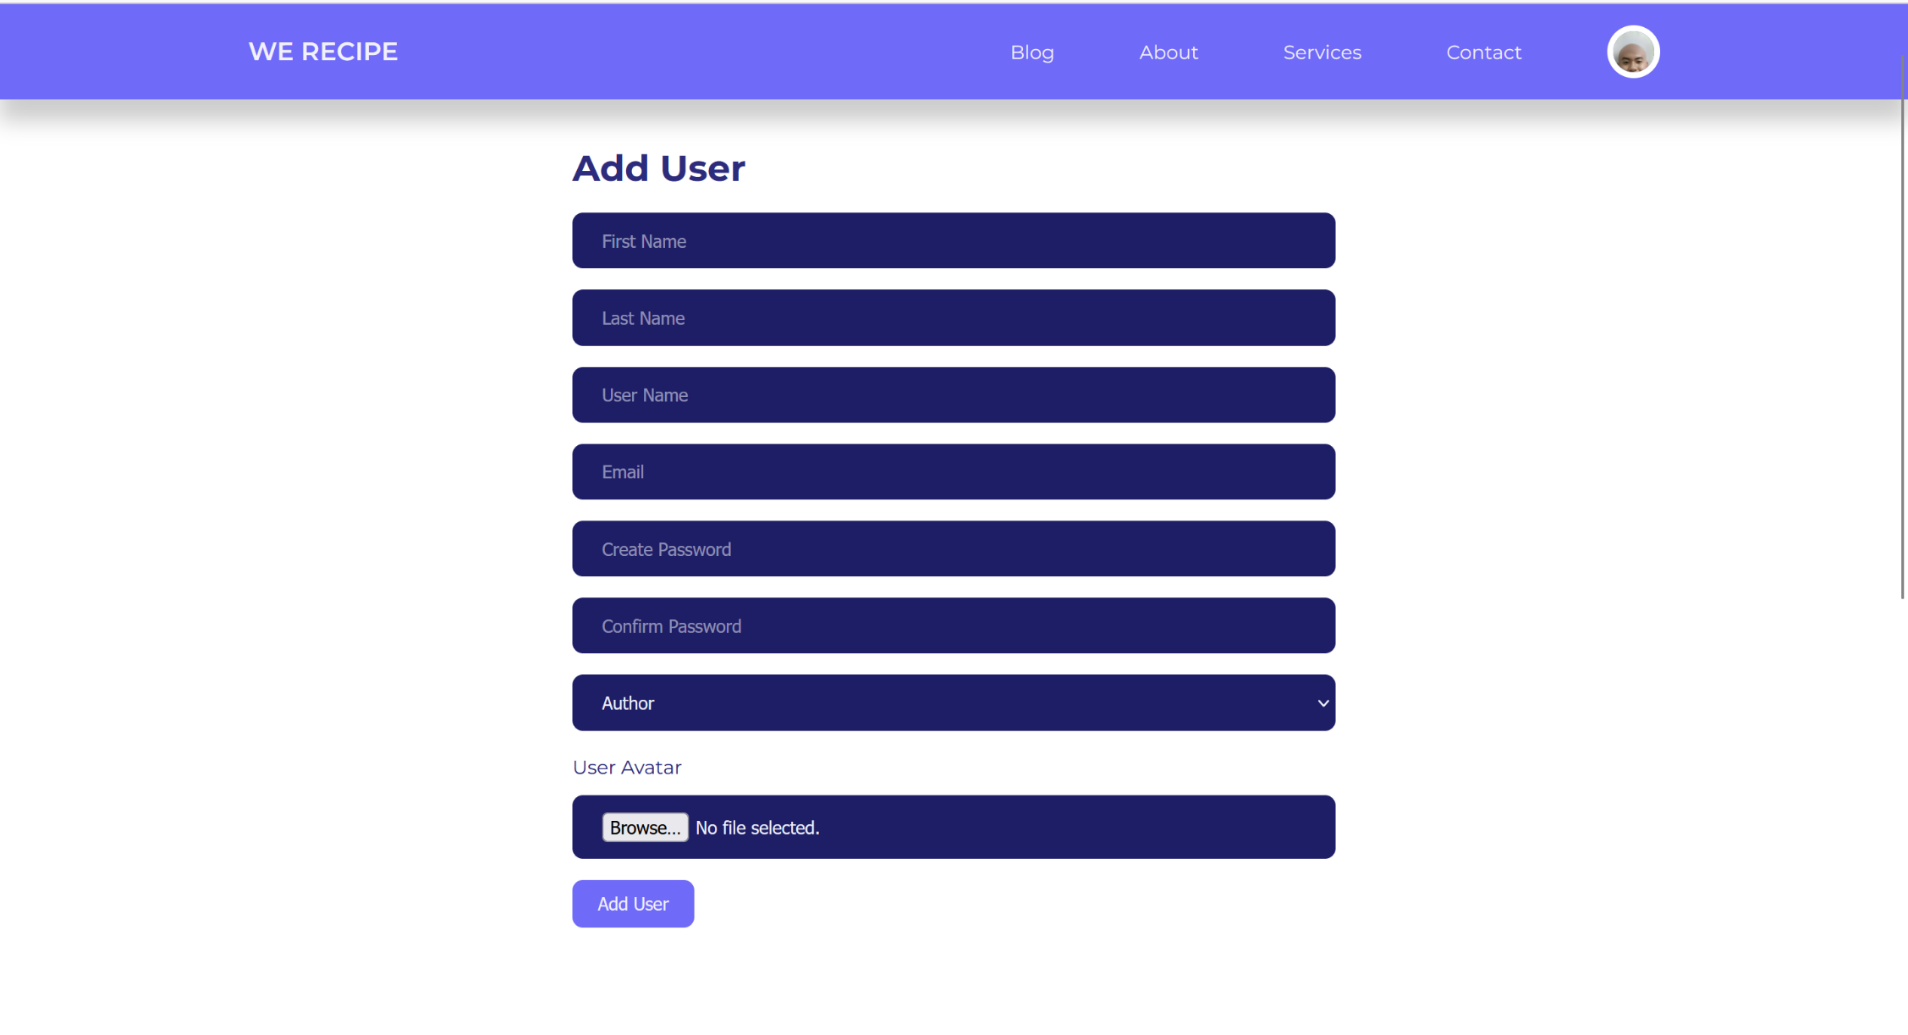 WE RECIPE
Blog About Services Contact
Add User
First Name
Last Name
User Name
Email
Create Password
Confirm Password
Author
User Avatar
Browse... No file selected.
Add User